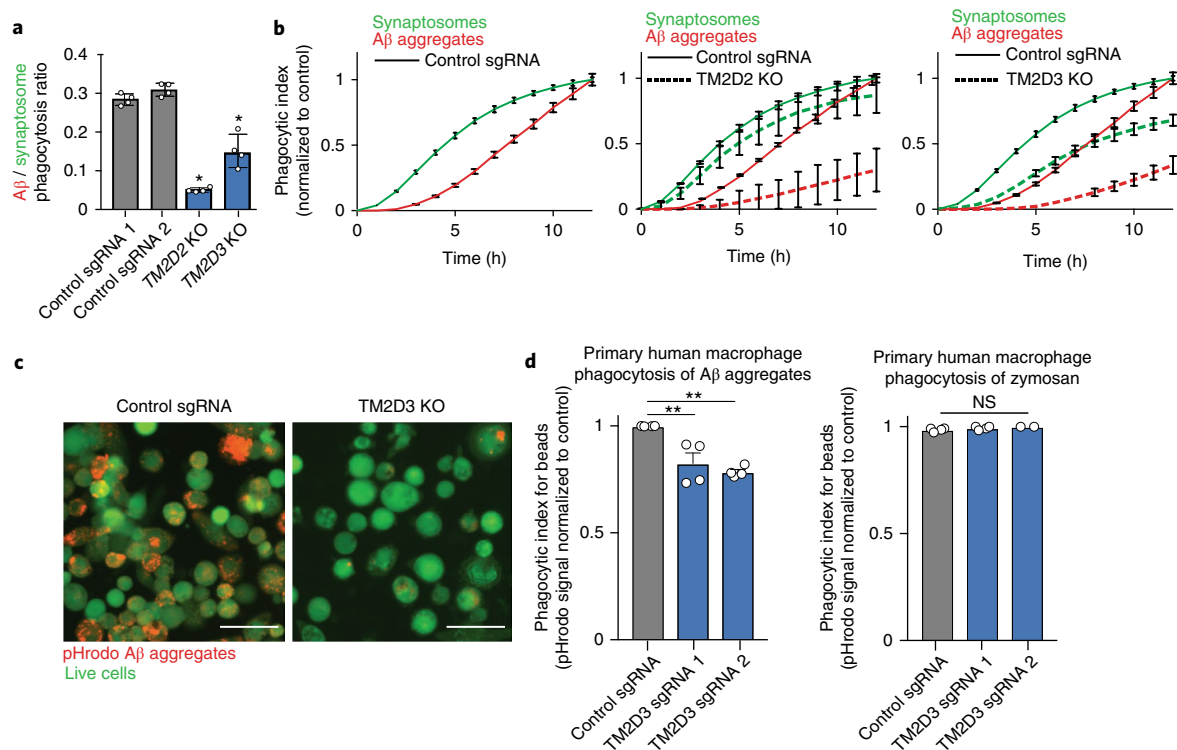 a
Aβ / synaptosome
phagocytosis ratio
0.4
0.3
0.2
0.1
0
*
*
Control sgRNA 1
Control sgRNA 2
TM2D2 KO
TM2D3 KO
b
Phagocytic index
(normalized to control)
Synaptosomes
Aβ aggregates
Control sgRNA
1
0.5
0
5
10
Time (h)
Synaptosomes
Aβ aggregates
Control sgRNA
TM2D2 KO
1
0.5
0
0
5
10
Time (h)
Synaptosomes
Aβ aggregates
Control sgRNA
TM2D3 KO
1
0.5
0
0
5
10
Time (h)
c
Control sgRNA
TM2D3 KO
pHrodo Aβ aggregates
Live cells
d
Primary human macrophage
phagocytosis of Aβ aggregates
Phagocytic index for beads
(pHrodo signal normalized to control)
**
**
1
0.5
0
Control sgRNA
TM2D3 sgRNA 1
TM2D3 sgRNA 2
Primary human macrophage
phagocytosis of zymosan
Phagocytic index for beads
(pHrodo signal normalized to control)
NS
1
0.5
0
Control sgRNA
TM2D3 sgRNA 1
TM2D3 sgRNA 2